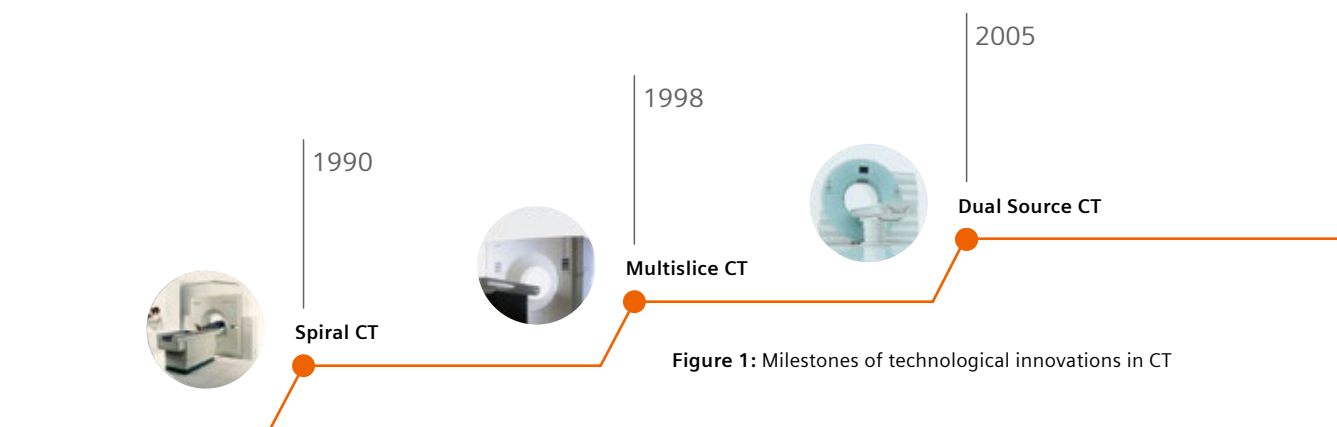 1990
Spiral CT
1998
Multislice CT
2005
Dual Source CT
Figure 1: Milestones of technological innovations in CT